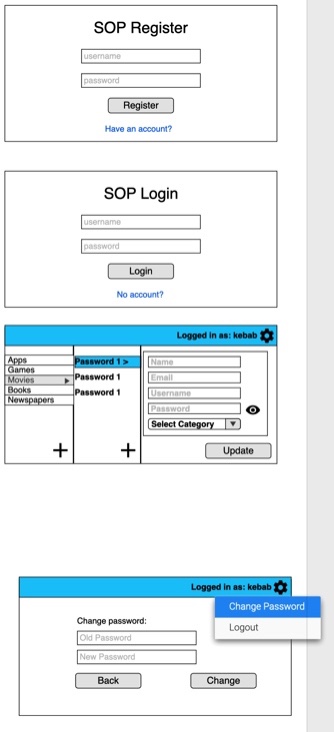 SOP Register
username
password
Register
Have an account?
SOP Login
username
password
Login
No account?
Logged in as: kebab
Apps
Games
Movies
Books
Newspapers
+
Password 1 >
Password 1
Password 1
+
Name
Email
Username
Password
Select Category
Update
Logged in as: kebab
Change Password
Logout
Change password:
Old Password
New Password
Back
Change